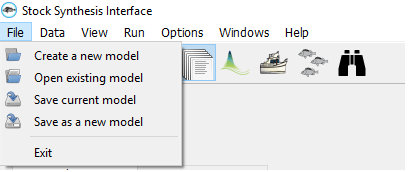 Stock Synthesis Interface
File Data View Run Options Windows Help
Create a new model
Open existing model
Save current model
Save as a new model
Exit